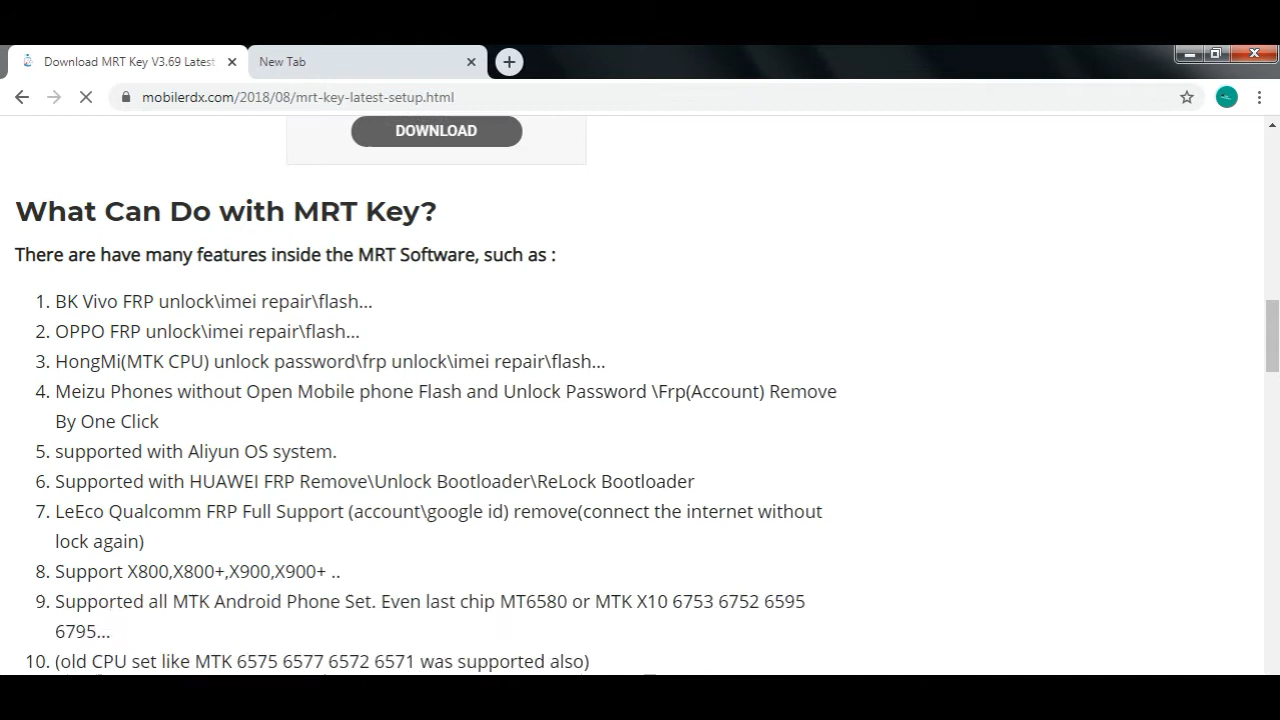 Download MRT Key V3.69 Latest
New Tab
mobilerdx.com/2018/08/mrt-key-latest-setup.html
DOWNLOAD
What Can Do with MRT Key?
There are have many features inside the MRT Software, such as :
1. BK Vivo FRP unlock\imei repair\flash...
2. OPPO FRP unlock\imei repair\flash...
3. HongMi(MTK CPU) unlock password\frp unlock\imei repair\flash...
4. Meizu Phones without Open Mobile phone Flash and Unlock Password \Frp(Account) Remove
By One Click
5. supported with Aliyun OS system.
6. Supported with HUAWEI FRP Remove\Unlock Bootloader\ReLock Bootloader
7. LeEco Qualcomm FRP Full Support (account\google id) remove(connect the internet without
lock again)
8. Support X800,X800+,X900,X900+ ..
9. Supported all MTK Android Phone Set. Even last chip MT6580 or MTK X10 6753 6752 6595
6795...
10. (old CPU set like MTK 6575 6577 6572 6571 was supported also)